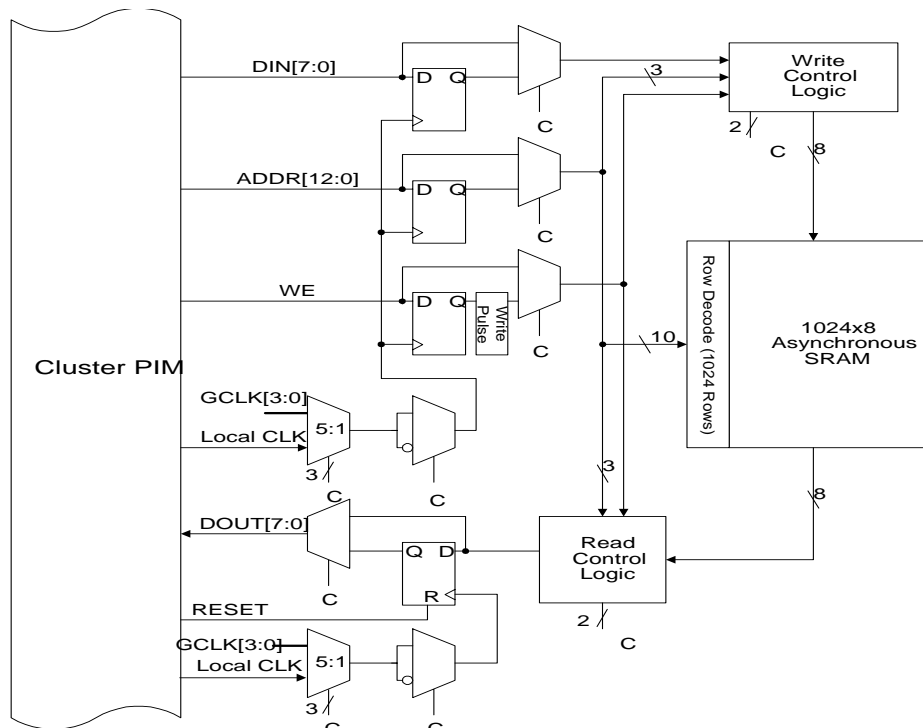 DIN[7:0]
D Q
C
3
Write
Control
Logic
2
C
8
ADDR[12:0]
D Q
C
WE
D Q
Write
Pulse
C
10
Row Decode (1024 Rows)
1024x8
Asynchronous
SRAM
Cluster PIM
GCLK[3:0]
Local CLK
5:1
3
C
C
3
8
DOUT[7:0]
Q D
R
C
Read
Control
Logic
2
C
RESET
GCLK[3:0]
Local CLK
5:1
3
C
C